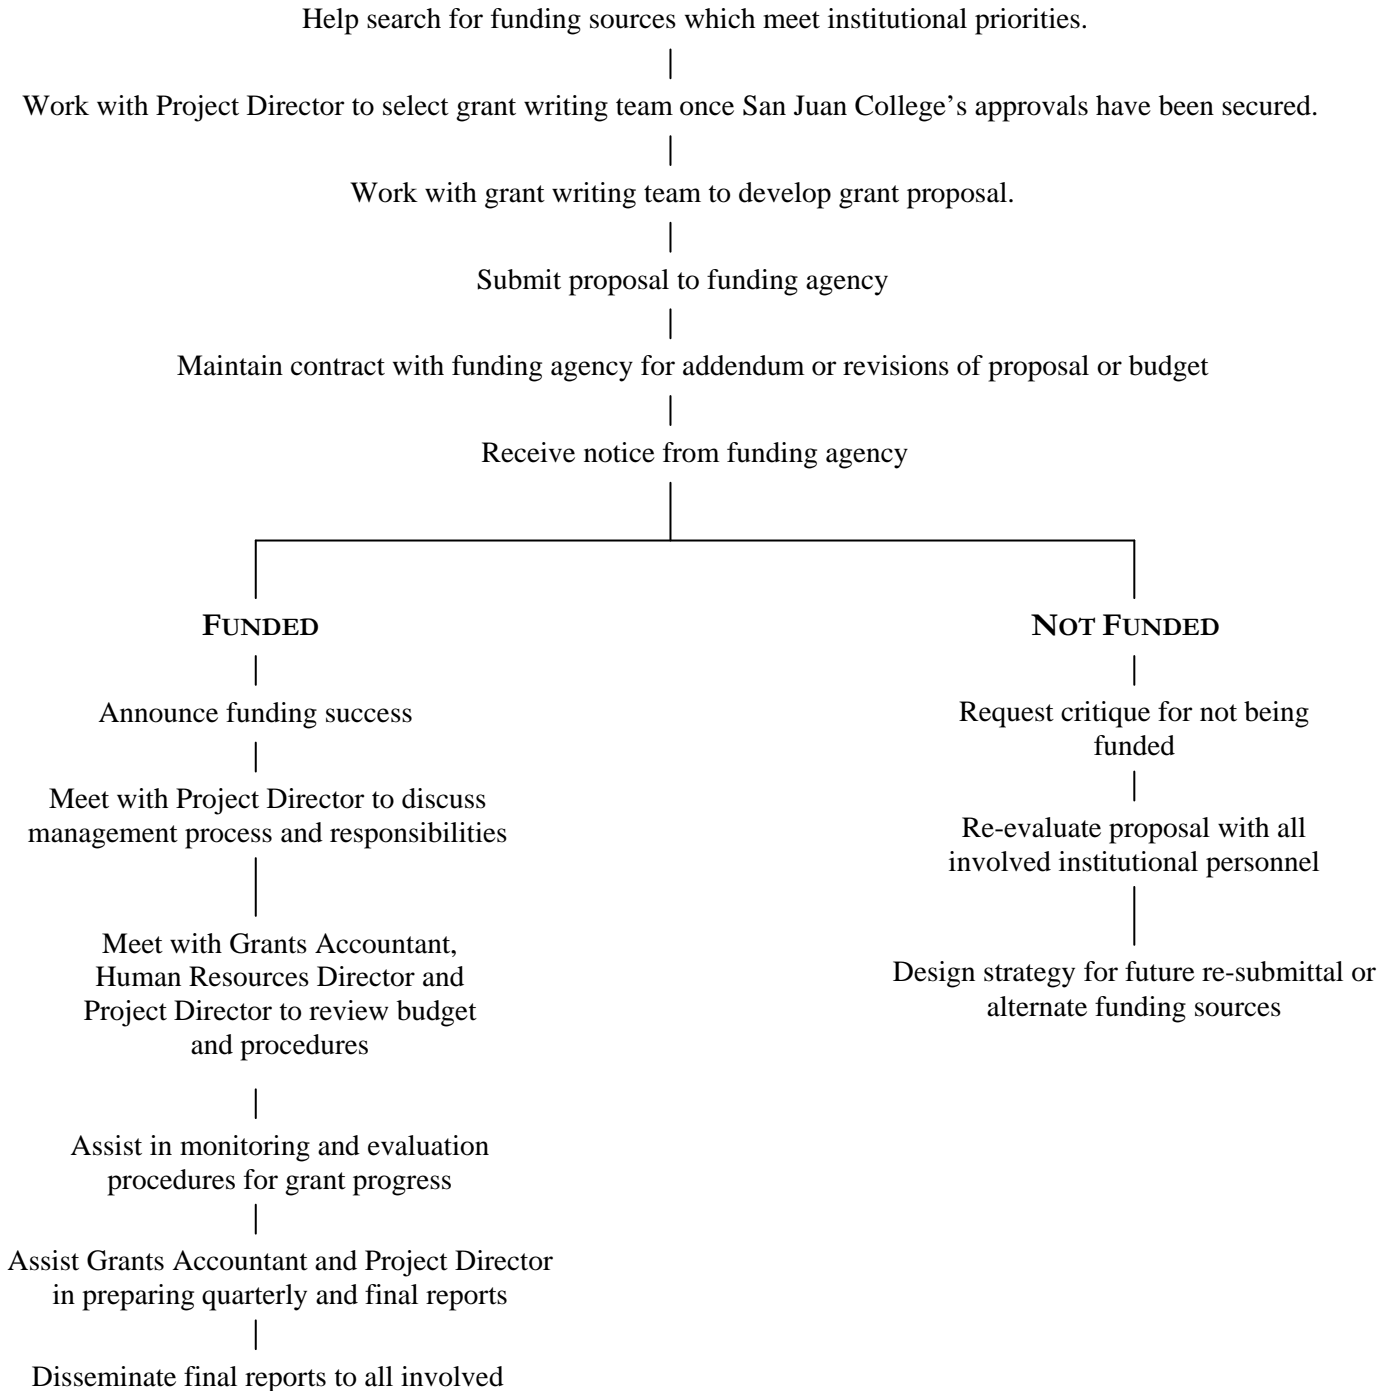 Help search for funding sources which meet institutional priorities.
Work with Project Director to select grant writing team once San Juan College’s approvals have been secured.
Work with grant writing team to develop grant proposal.
Submit proposal to funding agency
Maintain contract with funding agency for addendum or revisions of proposal or budget
Receive notice from funding agency
FUNDED
Announce funding success
Meet with Project Director to discuss
management process and responsibilities
Meet with Grants Accountant,
Human Resources Director and
Project Director to review budget
and procedures
Assist in monitoring and evaluation
procedures for grant progress
Assist Grants Accountant and Project Director
in preparing quarterly and final reports
Disseminate final reports to all involved
NOT FUNDED
Request critique for not being
funded
Re-evaluate proposal with all
involved institutional personnel
Design strategy for future re-submittal or
alternate funding sources